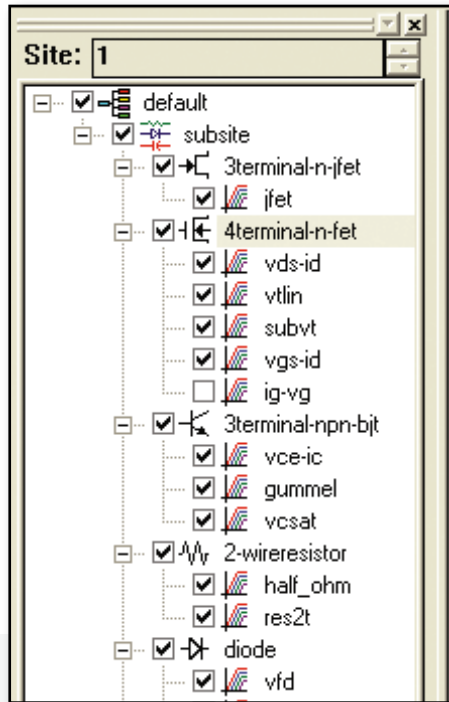 Site: 1
default
subsite
3terminal-n-jfet
jfet
4terminal-n-fet
vds-id
vtlin
subvt
vgs-id
ig-vg
3terminal-npn-bjt
vce-ic
gummel
vcsat
2-wireresistor
half_ohm
res2t
diode
vfd